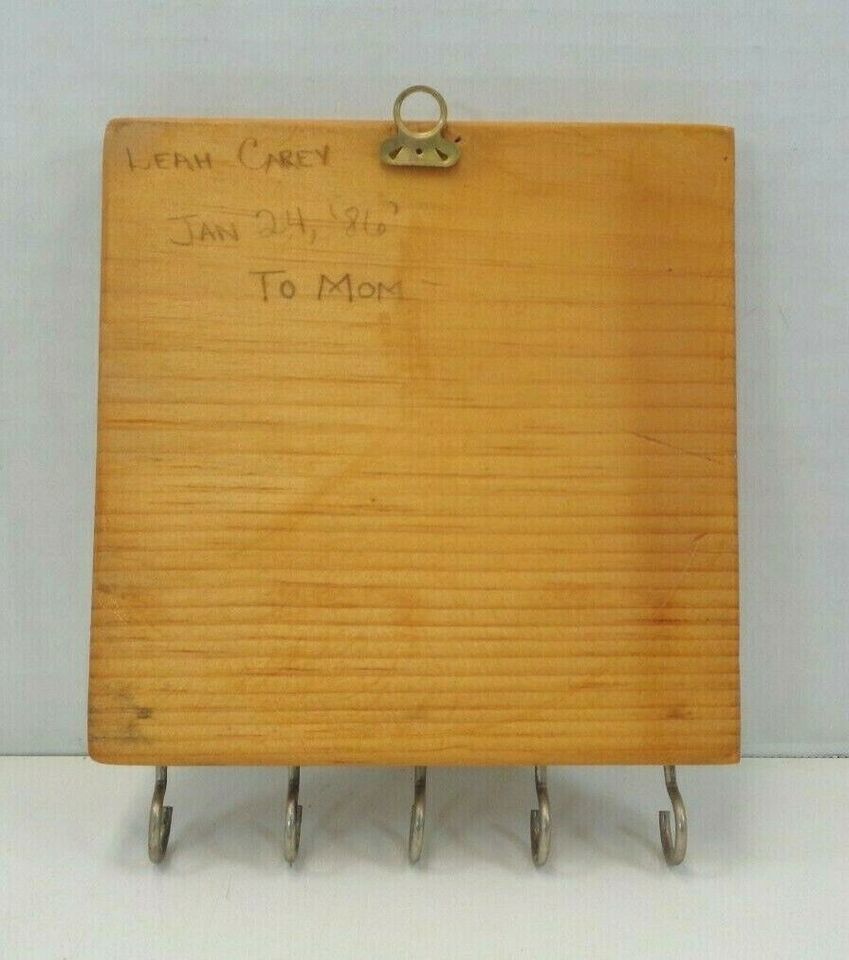 LEAH CAREY
JAN 24, '86'
TO MOM